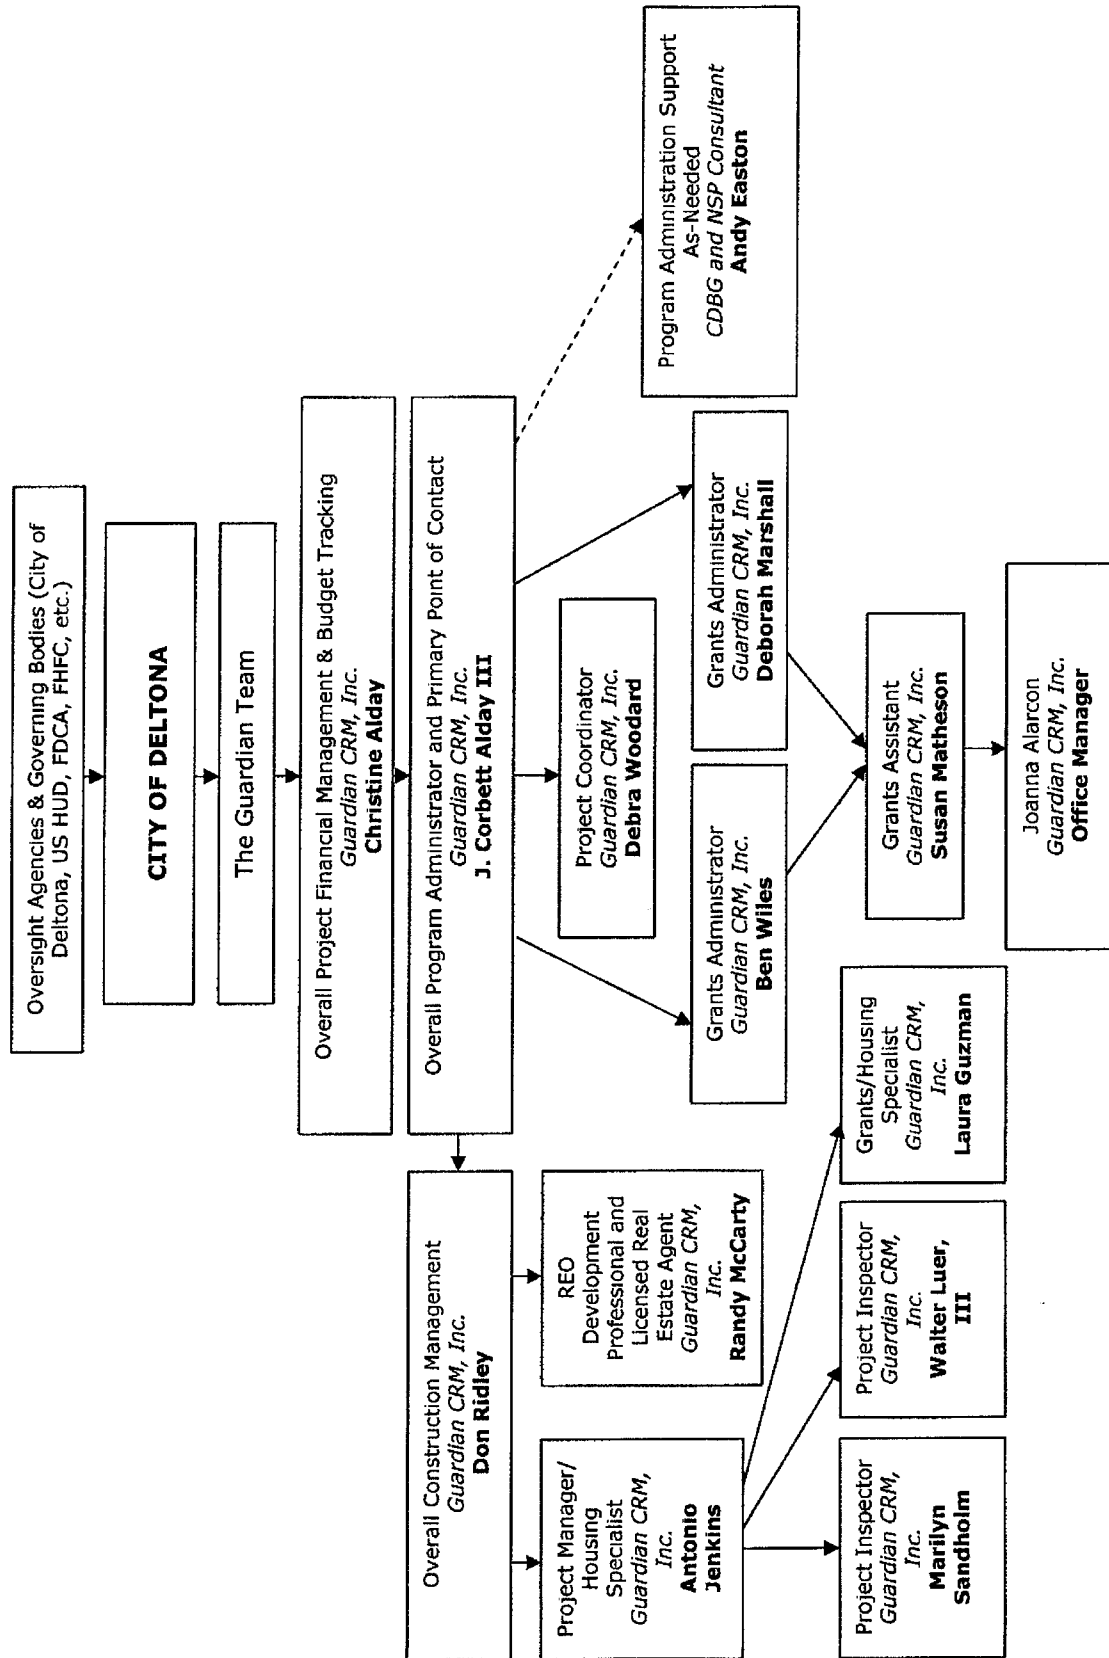 Oversight Agencies & Governing Bodies (City of
Deltona, US HUD, FDCA, FHFC, etc.)
CITY OF DELTONA
The Guardian Team
Overall Project Financial Management & Budget Tracking
Guardian CRM, Inc.
Christine Alday
Overall Program Administrator and Primary Point of Contact
Guardian CRM, Inc.
J. Corbett Alday III
Overall Construction Management
Guardian CRM, Inc.
Don Ridley
Project Manager/
Housing
Specialist
Guardian CRM,
Inc.
Antonio
Jenkins
REO
Development
Professional and
Licensed Real
Estate Agent
Guardian CRM,
Inc.
Randy McCarty
Project Coordinator
Guardian CRM, Inc.
Debra Woodard
Program Administration Support
As-Needed
CDBG and NSP Consultant
Andy Easton
Grants Administrator
Guardian CRM, Inc.
Ben Wiles
Grants Administrator
Guardian CRM, Inc.
Deborah Marshall
Project Inspector
Guardian CRM,
Inc.
Marilyn
Sandholm
Project Inspector
Guardian CRM,
Inc.
Walter Luer,
III
Grants/Housing
Specialist
Guardian CRM,
Inc.
Laura Guzman
Grants Assistant
Guardian CRM, Inc.
Susan Matheson
Joanna Alarcon
Guardian CRM, Inc.
Office Manager